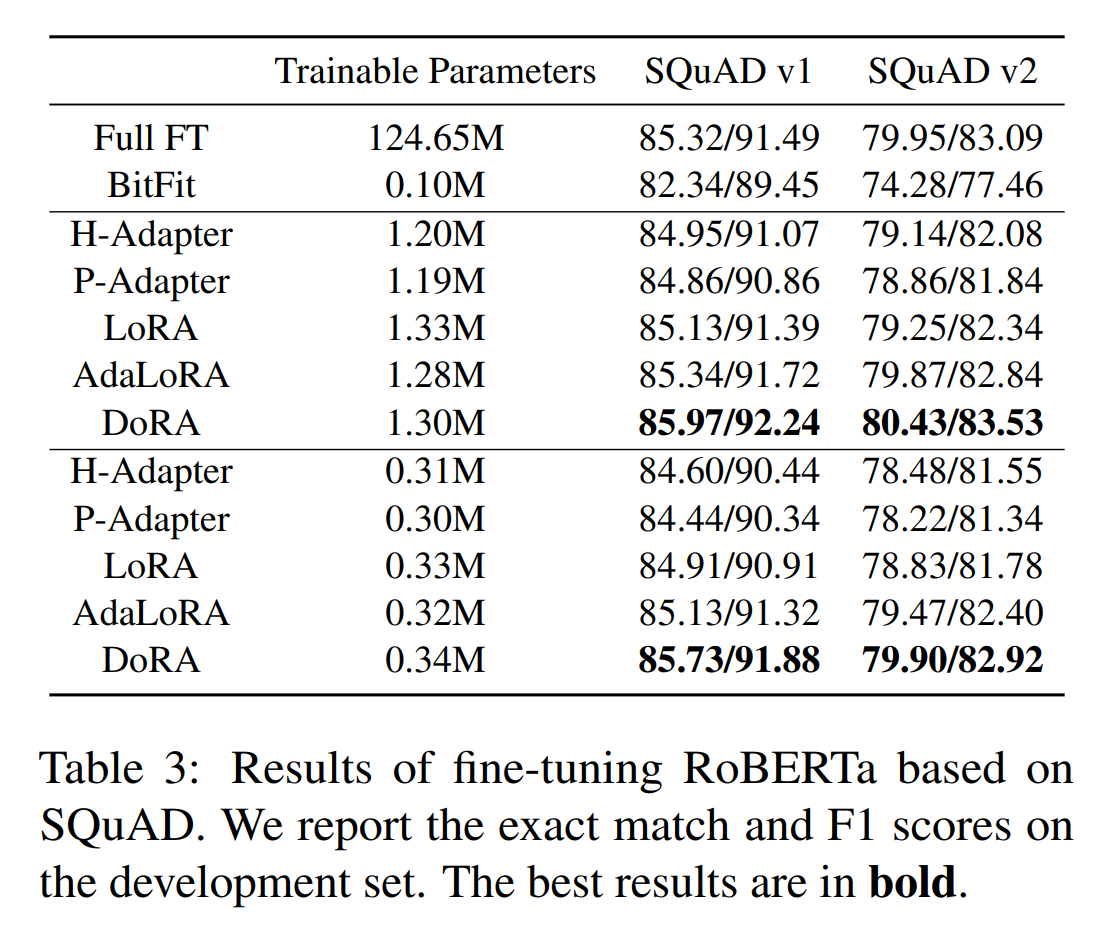 Trainable Parameters SQuAD v1 SQuAD v2
Full FT 124.65M 85.32/91.49 79.95/83.09
BitFit 0.10M 82.34/89.45 74.28/77.46
H-Adapter 1.20M 84.95/91.07 79.14/82.08
P-Adapter 1.19M 84.86/90.86 78.86/81.84
LoRA 1.33M 85.13/91.39 79.25/82.34
AdaLoRA 1.28M 85.34/91.72 79.87/82.84
DoRA 1.30M 85.97/92.24 80.43/83.53
H-Adapter 0.31M 84.60/90.44 78.48/81.55
P-Adapter 0.30M 84.44/90.34 78.22/81.34
LoRA 0.33M 84.91/90.91 78.83/81.78
AdaLoRA 0.32M 85.13/91.32 79.47/82.40
DoRA 0.34M 85.73/91.88 79.90/82.92
Table 3: Results of fine-tuning RoBERTa based on
SQuAD. We report the exact match and F1 scores on
the development set. The best results are in bold.